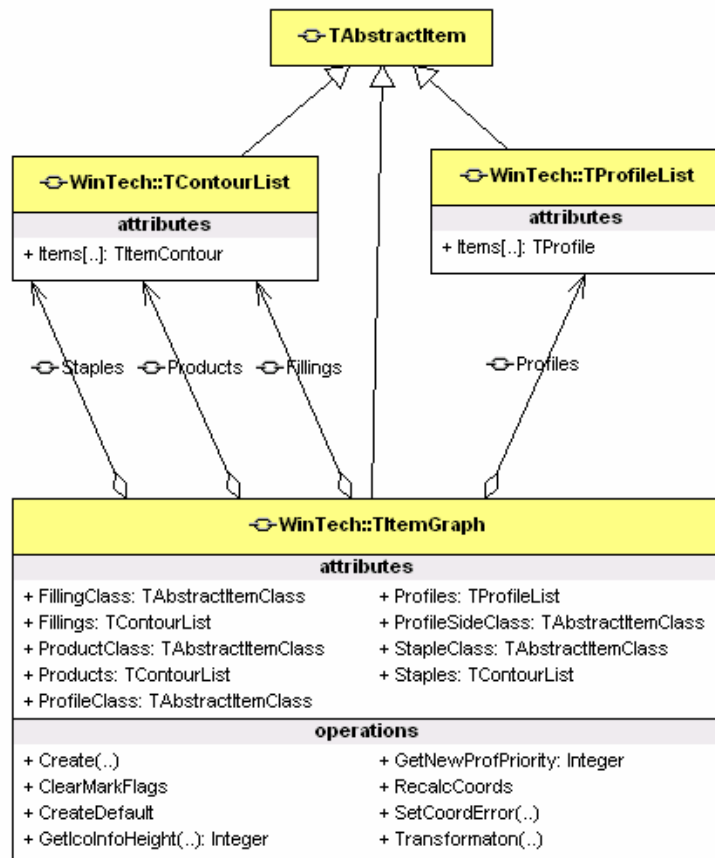 TAbstractItem
WinTech::TContourList
attributes
+ Items[..]: TItemContour
WinTech::TProfileList
attributes
+ Items[..]: TProfile
Staples
Products
Fillings
Profiles
WinTech::TItemGraph
attributes
+ FillingClass: TAbstractItemClass
+ Fillings: TContourList
+ ProductClass: TAbstractItemClass
+ Products: TContourList
+ ProfileClass: TAbstractItemClass
+ Profiles: TProfileList
+ ProfileSideClass: TAbstractItemClass
+ StapleClass: TAbstractItemClass
+ Staples: TContourList
operations
+ Create(..)
+ ClearMarkFlags
+ CreateDefault
+ GetIcoInfoHeight(..): Integer
+ GetNewProfPriority: Integer
+ RecalcCoords
+ SetCoordError(..)
+ Transformaton(..)